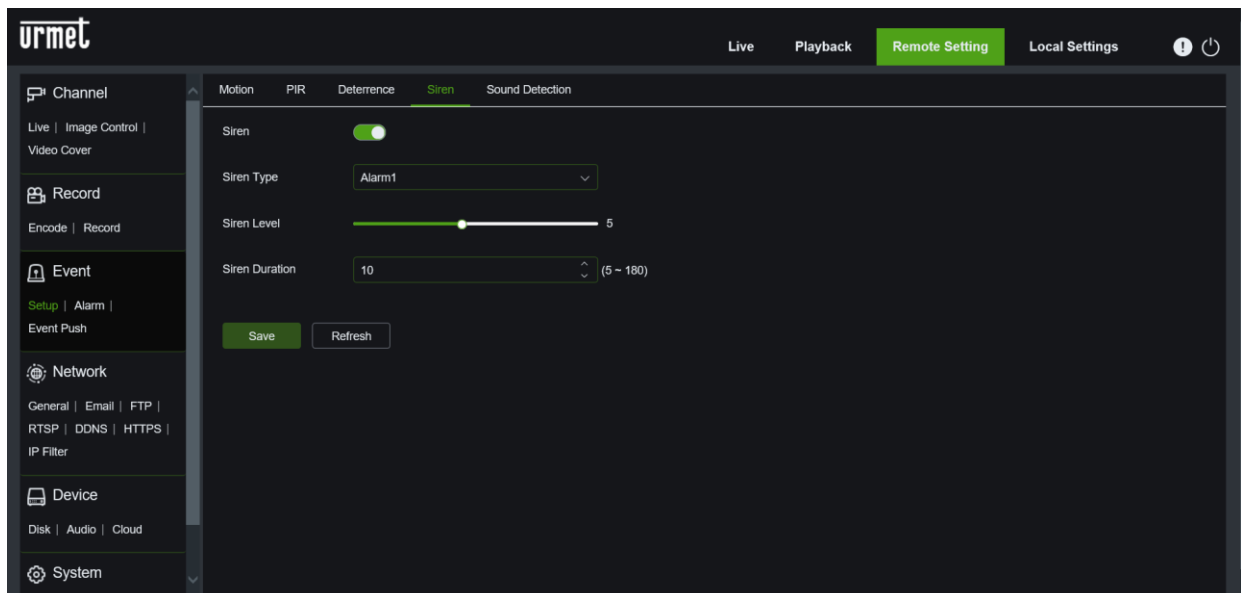 urmet
Live Playback Remote Setting Local Settings
Channel
Live | Image Control |
Video Cover
Record
Encode | Record
Event
Setup | Alarm |
Event Push
Network
General | Email | FTP |
RTSP | DDNS | HTTPS |
IP Filter
Device
Disk | Audio | Cloud
System
Motion PIR Deterrence Siren Sound Detection
Siren
Siren Type Alarm1
Siren Level 5
Siren Duration 10 (5 ~ 180)
Save Refresh